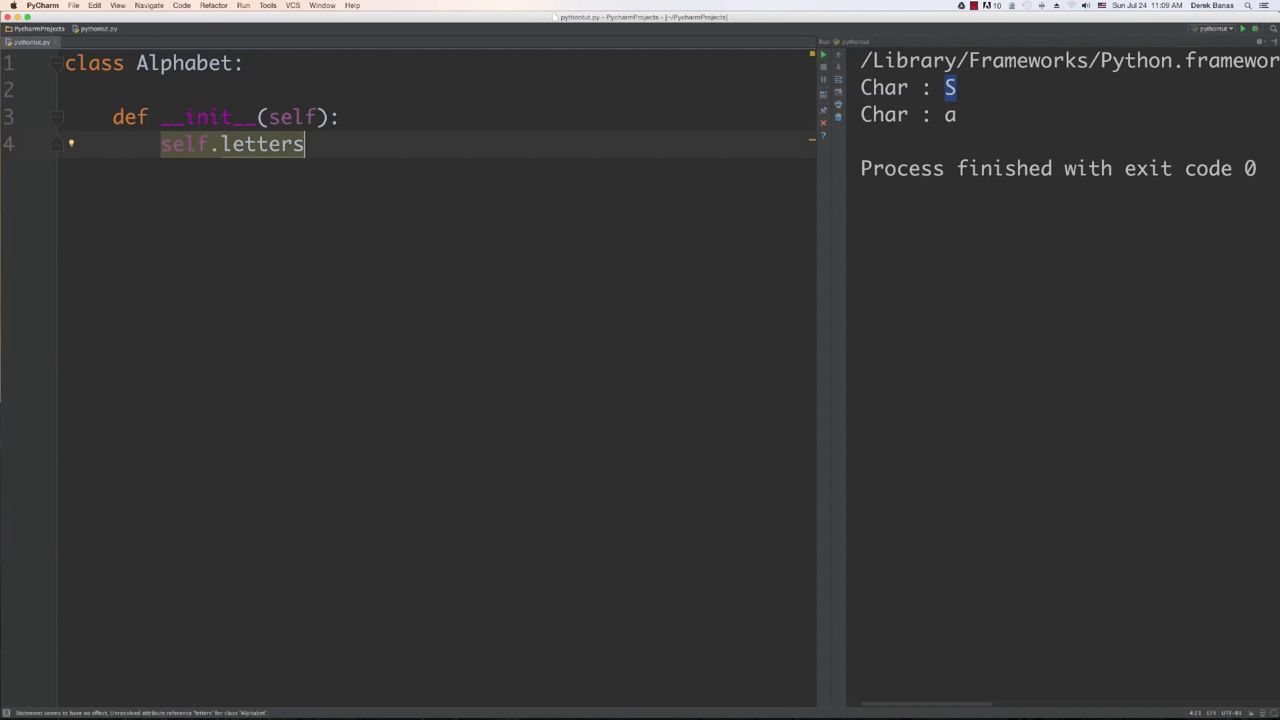 PyCharm File Edit View Navigate Code Refactor Run Tools VCS Window Help
10
Sun Jul 24 11:09 AM Derek Banas
pythontut.py - PyCharmProjects - [~/PycharmProjects]
PycharmProjects pythontut.py
pythontut
pythontut.py
Run: pythontut
1 class Alphabet:
2
3 def __init__(self):
4 self.letters
/Library/Frameworks/Python.framewor
Char : S
Char : a
Process finished with exit code 0
Statement seems to have no effect. Unresolved attribute reference 'letters' for class 'Alphabet'.
4:21 LF÷ UTF-8÷